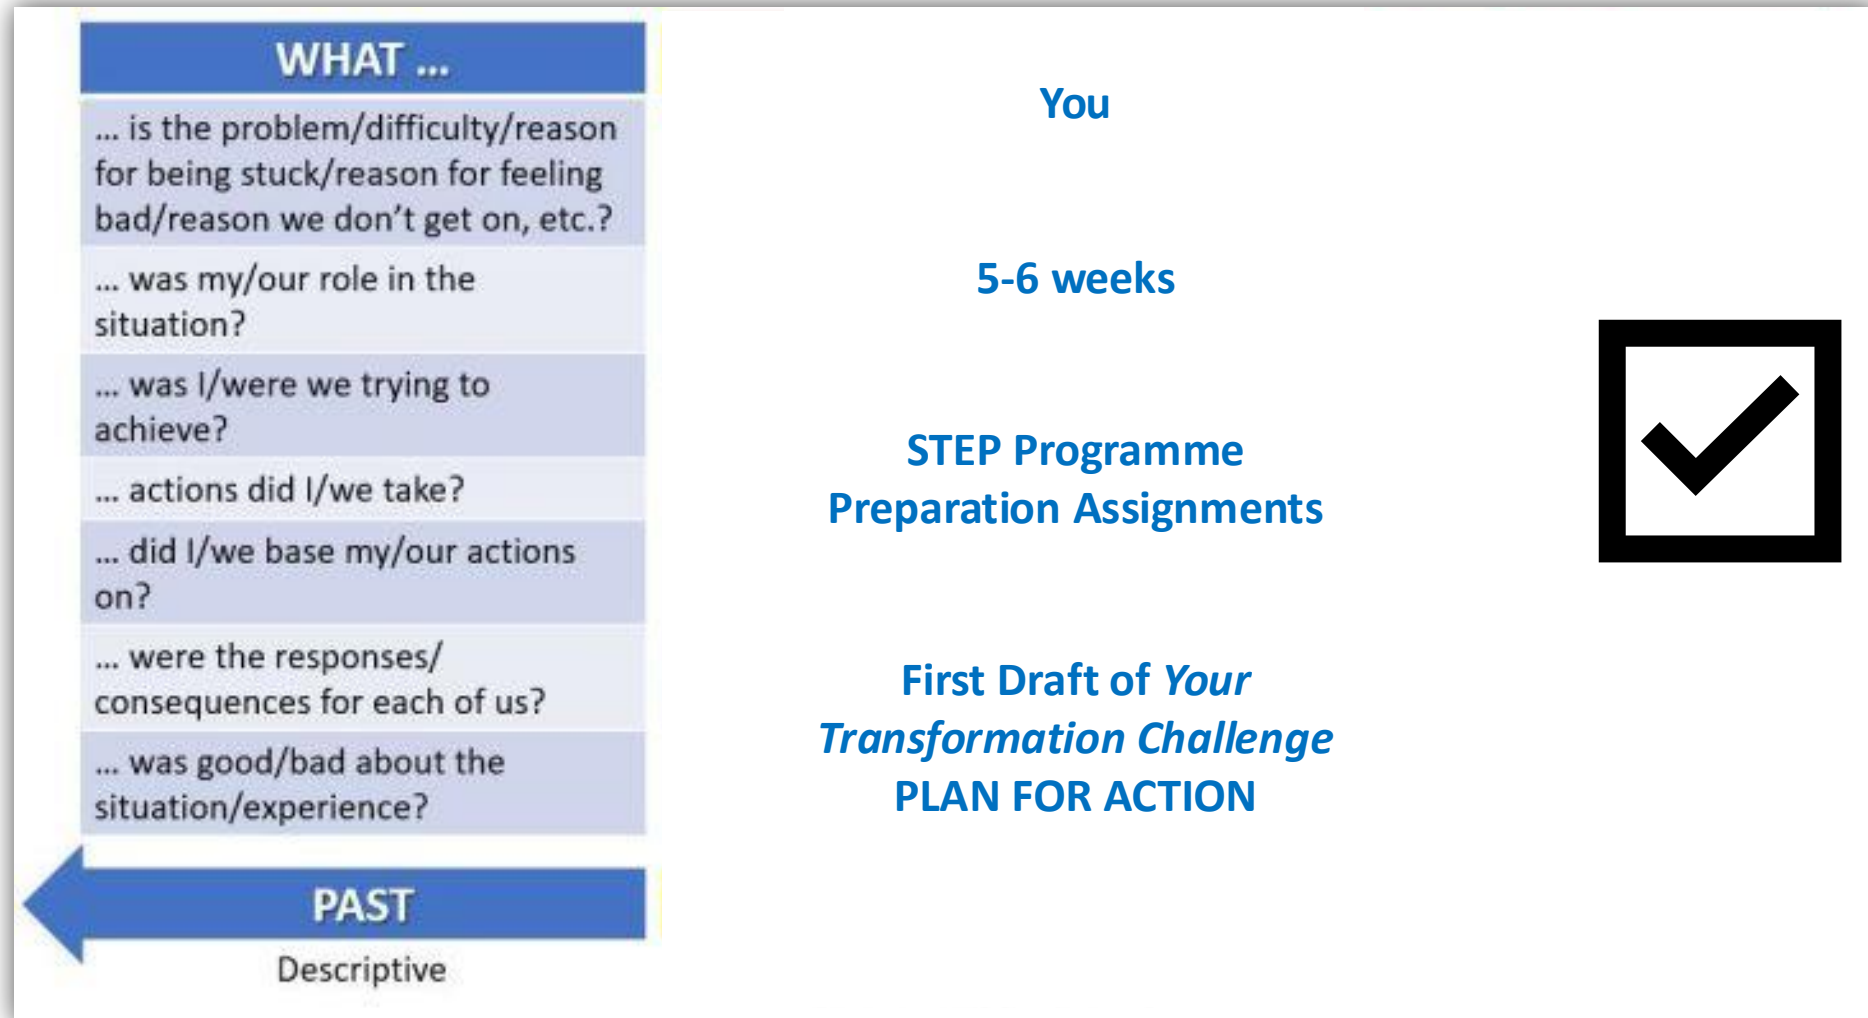 WHAT ...
... is the problem/difficulty/reason
for being stuck/reason for feeling
bad/reason we don't get on, etc.?
... was my/our role in the
situation?
... was I/were we trying to
achieve?
... actions did I/we take?
... did I/we base my/our actions
on?
... were the responses/
consequences for each of us?
... was good/bad about the
situation/experience?
PAST
Descriptive
You
5-6 weeks
STEP Programme
Preparation Assignments
First Draft of Your
Transformation Challenge
PLAN FOR ACTION